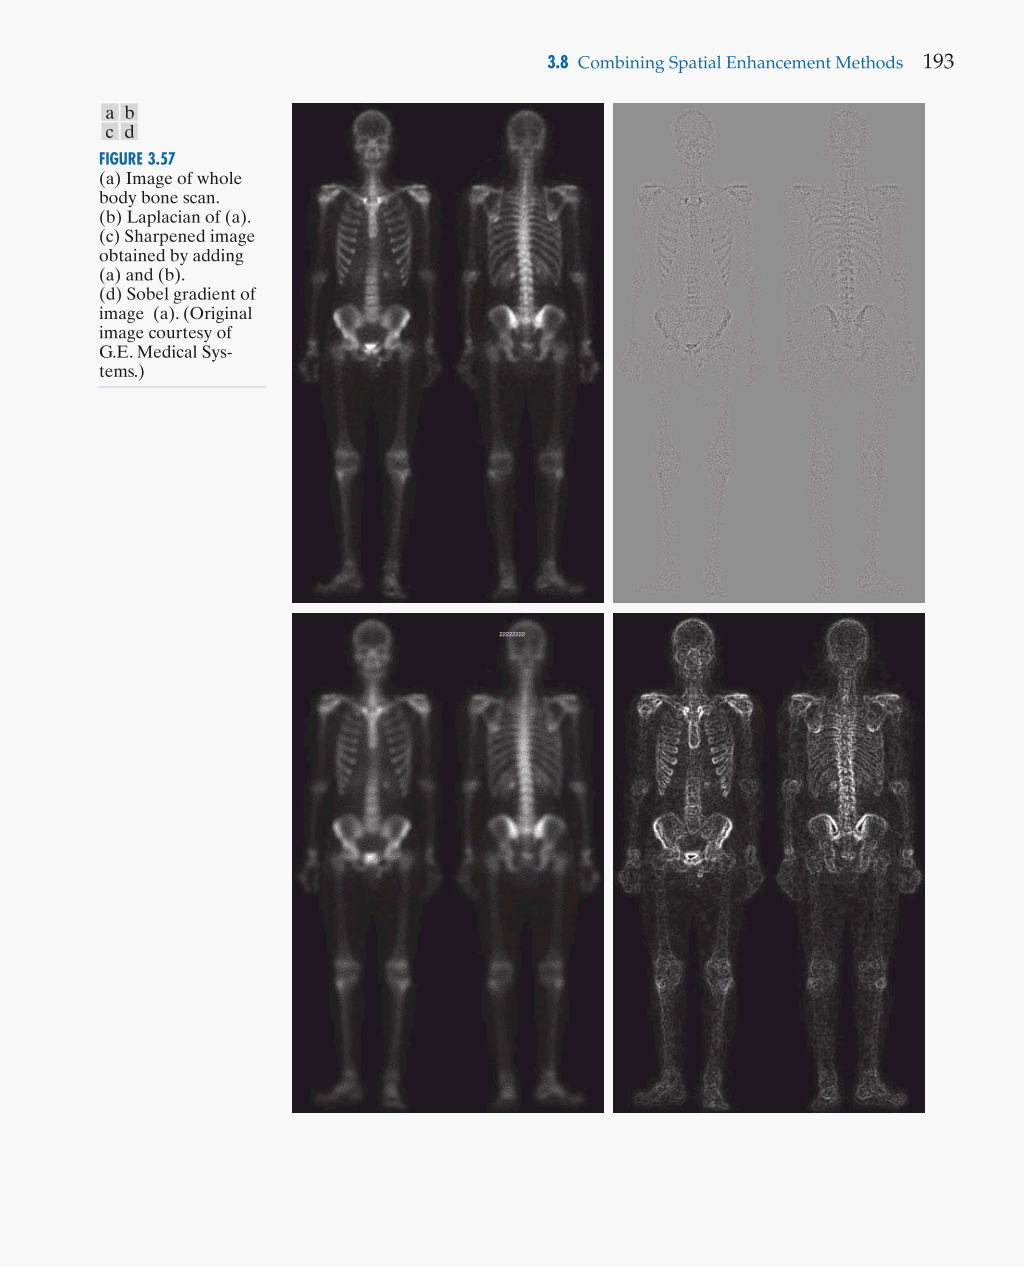 3.8 Combining Spatial Enhancement Methods 193
a b
c d
FIGURE 3.57
(a) Image of whole
body bone scan.
(b) Laplacian of (a).
(c) Sharpened image
obtained by adding
(a) and (b).
(d) Sobel gradient of
image (a). (Original
image courtesy of
G.E. Medical Sys-
tems.)
22222222